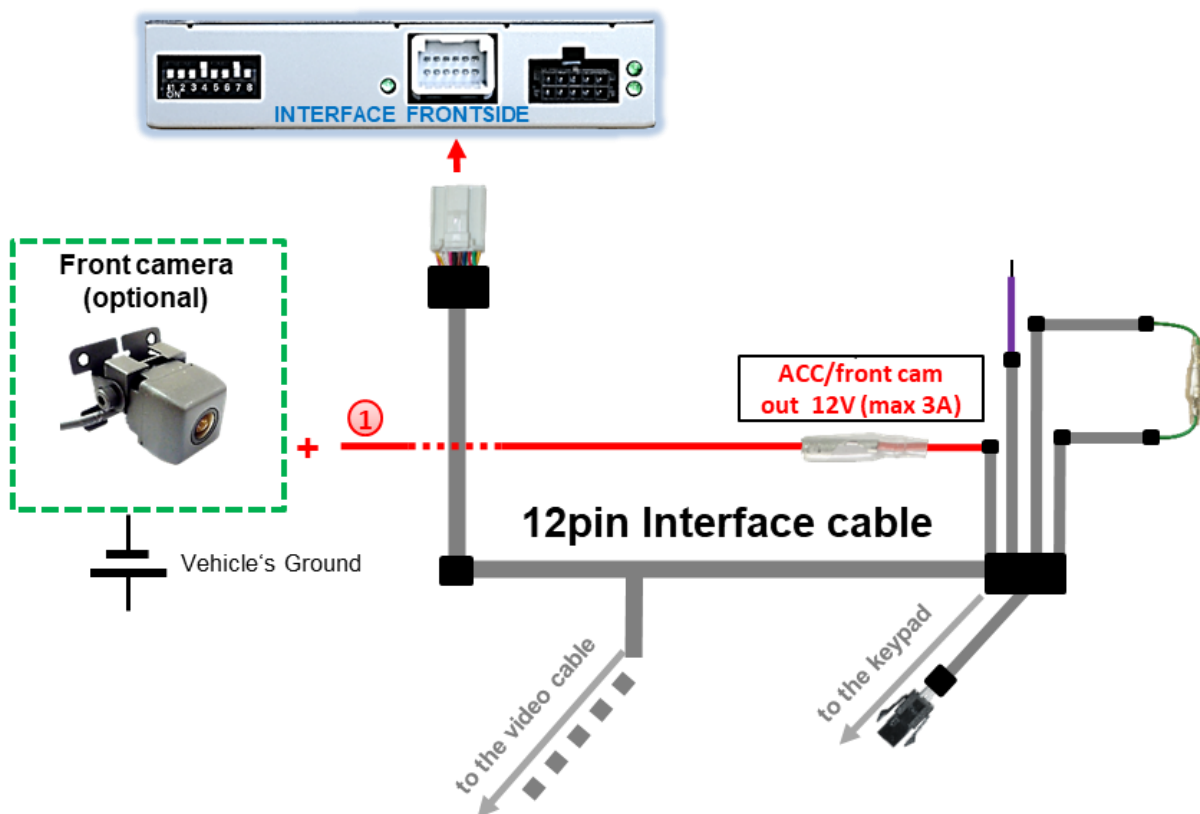 1 2 3 4 5 6 7 8
ON
INTERFACE FRONTSIDE
Front camera
(optional)
ACC/front cam
out 12V (max 3A)
1
+
12pin Interface cable
Vehicle‘s Ground
to the video cable
to the keypad